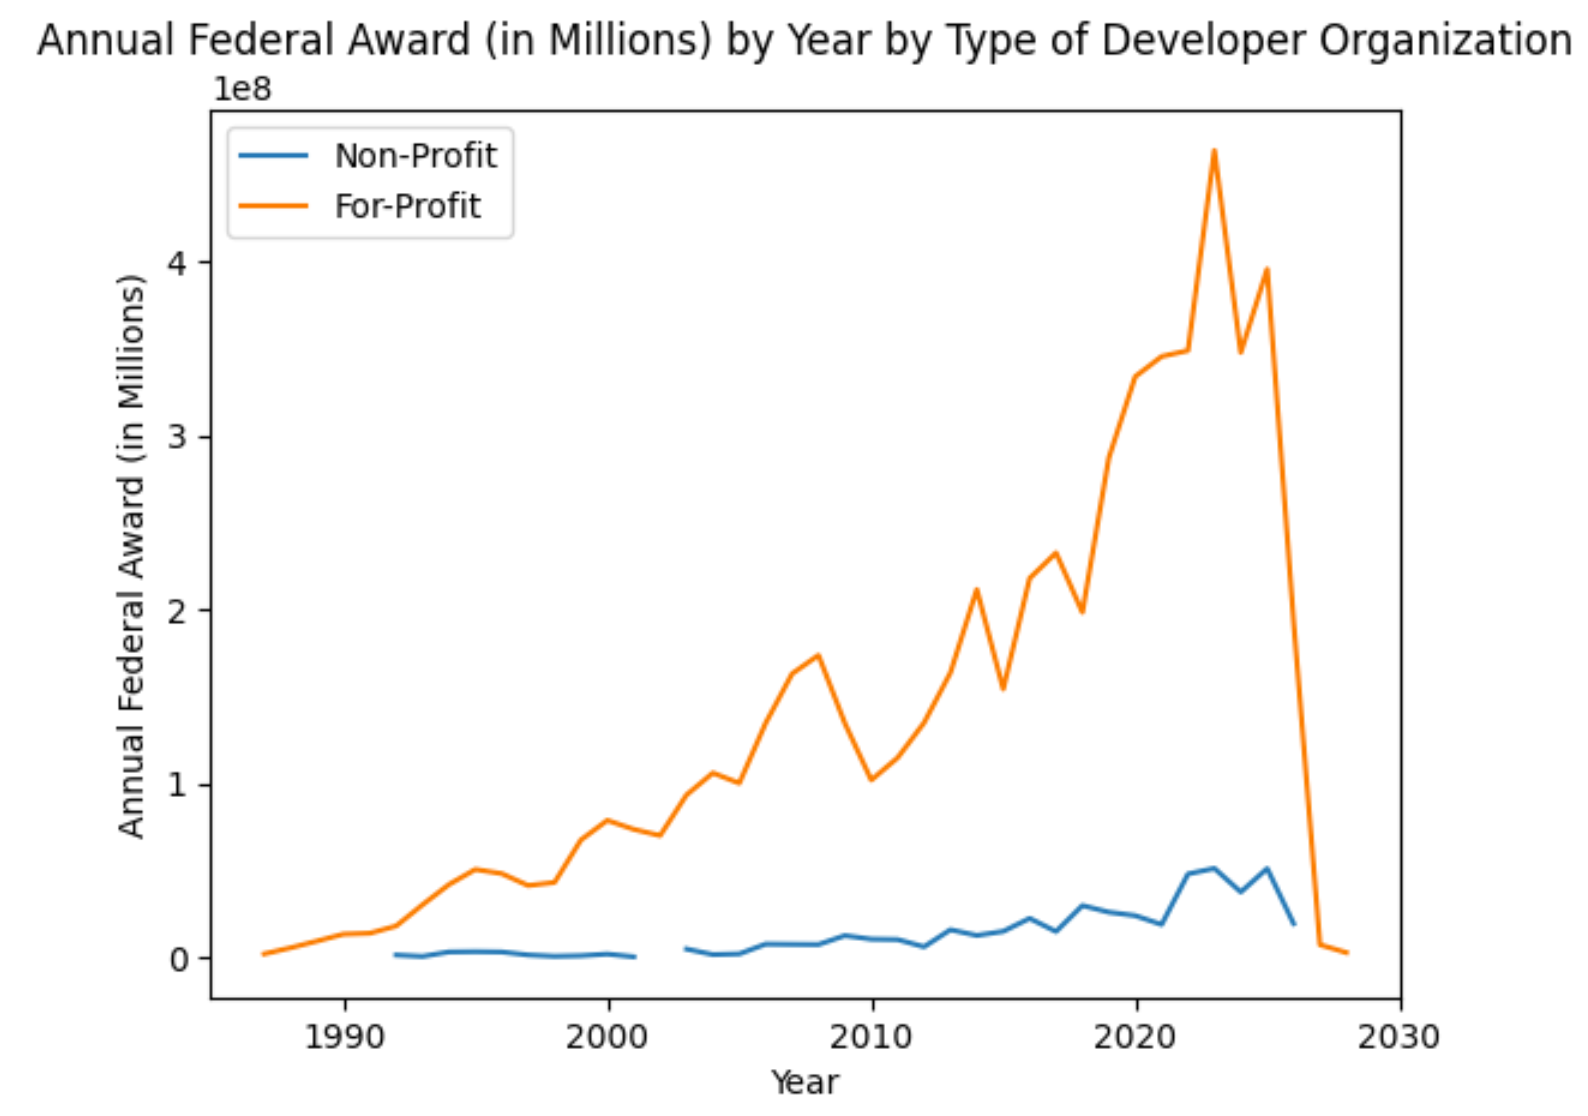 Annual Federal Award (in Millions) by Year by Type of Developer Organization
1e8
Non-Profit
For-Profit
Annual Federal Award (in Millions)
4
3
2
1
0
1990 2000 2010 2020 2030
Year